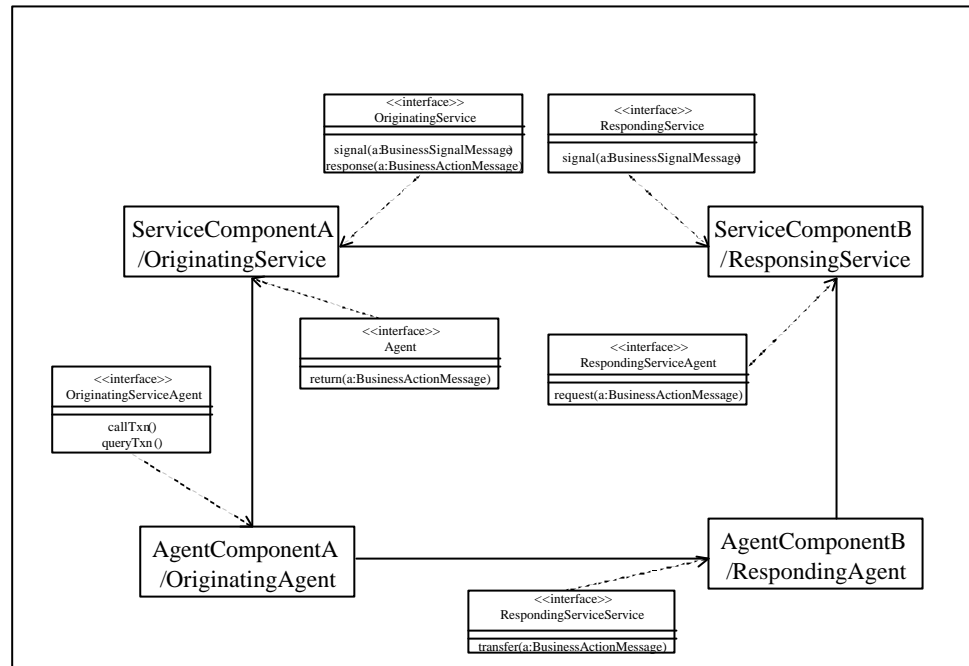 <<interface>>
OriginatingService
signal(a:BusinessSignalMessage)
response(a:BusinessActionMessage)
<<interface>>
RespondingService
signal(a:BusinessSignalMessage)
ServiceComponentA
/OriginatingService
ServiceComponentB
/ResponsingService
<<interface>>
Agent
return(a:BusinessActionMessage)
<<interface>>
RespondingServiceAgent
request(a:BusinessActionMessage)
<<interface>>
OriginatingServiceAgent
callTxn()
queryTxn()
AgentComponentA
/OriginatingAgent
AgentComponentB
/RespondingAgent
<<interface>>
RespondingServiceService
transfer(a:BusinessActionMessage)